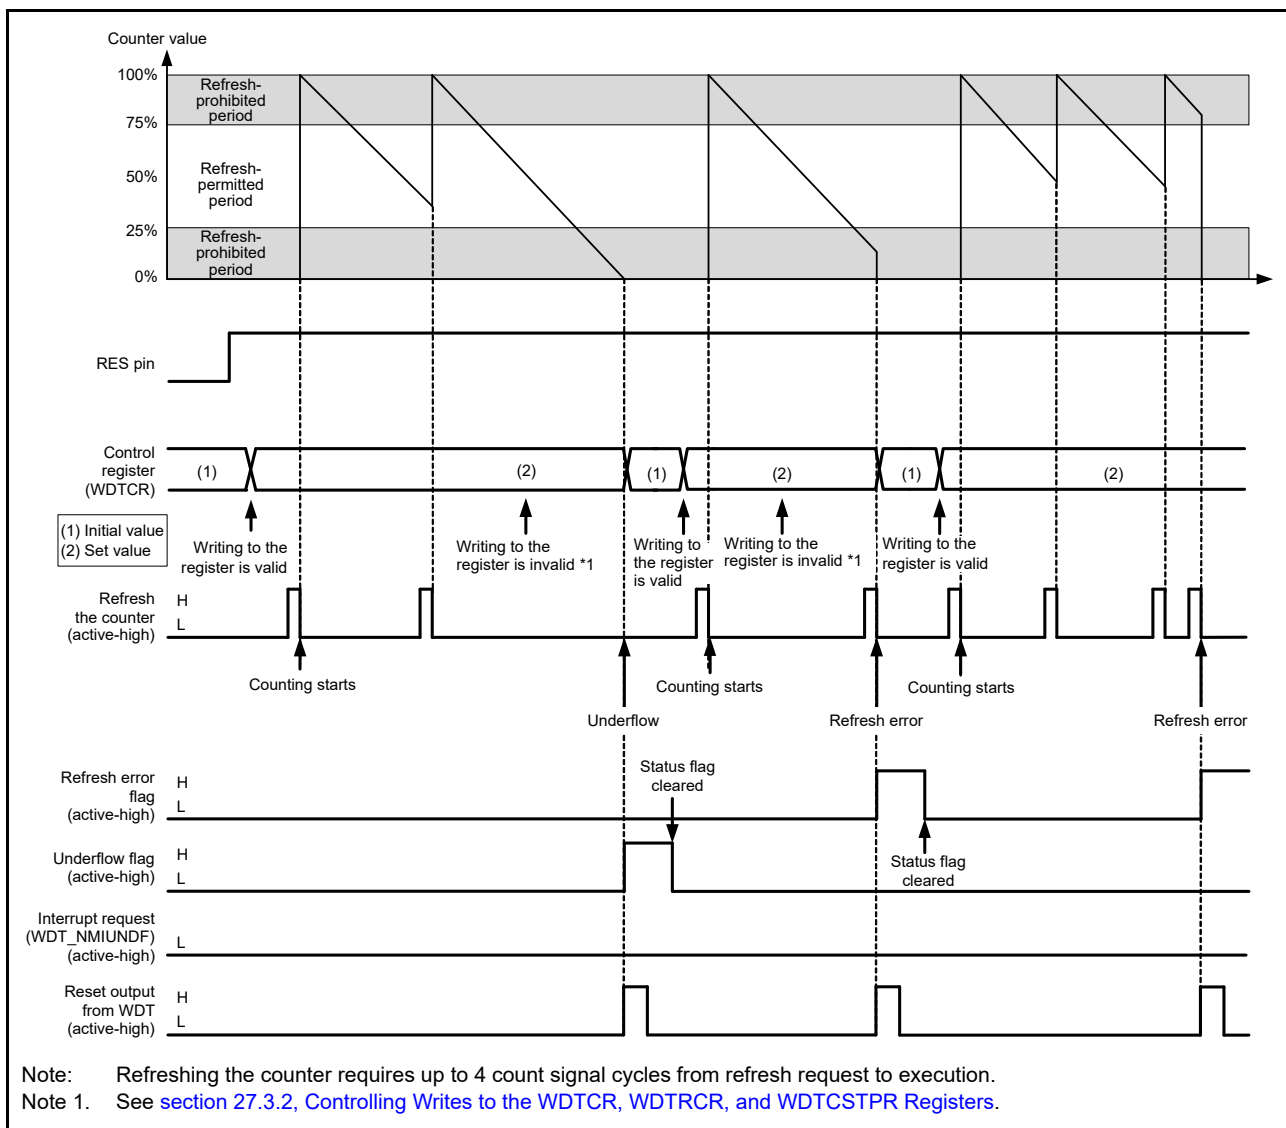 Counter value
100%
Refresh-
prohibited
period
75%
Refresh-
permitted
period
50%
25%
Refresh-
prohibited
period
0%
RES pin
Control
register
(WDTCR)
(1)
(2)
(1)
(2)
(1)
(2)
(1) Initial value
(2) Set value
Writing to the
register is valid
Writing to the
register is invalid *1
Writing to
the register
is valid
Writing to the
register is invalid *1
Writing to the
register is valid
Refresh
the counter
(active-high)
H
L
Counting starts
Counting starts
Counting starts
Underflow
Refresh error
Refresh error
Refresh error
flag
(active-high)
H
L
Status flag
cleared
Underflow flag
(active-high)
H
L
Status flag
cleared
Interrupt request
(WDT_NMIUNDF)
(active-high)
L
Reset output
from WDT
(active-high)
H
L
Note: Refreshing the counter requires up to 4 count signal cycles from refresh request to execution.
Note 1. See section 27.3.2, Controlling Writes to the WDTCR, WDTRCR, and WDTCSTPR Registers.